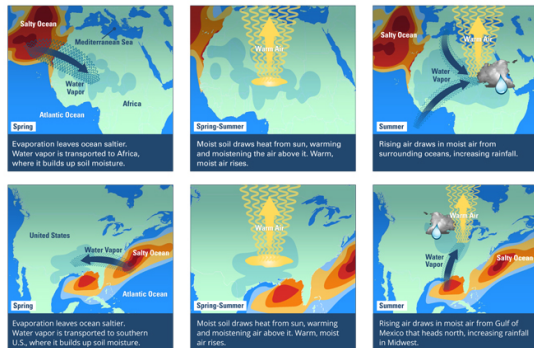 Salty Ocean
Mediterranean Sea
Water
Vapor
Africa
Atlantic Ocean
Spring
Evaporation leaves ocean saltier.
Water vapor is transported to Africa,
where it builds up soil moisture.
Warm Air
Spring-Summer
Moist soil draws heat from sun, warming
and moistening the air above it. Warm,
moist air rises.
Salty Ocean
Warm Air
Water
Vapor
Summer
Rising air draws in moist air from
surrounding oceans, increasing rainfall.
United States
Water Vapor
Salty Ocean
Atlantic Ocean
Spring
Evaporation leaves ocean saltier.
Water vapor is transported to southern
U.S., where it builds up soil moisture.
Warm Air
Spring-Summer
Moist soil draws heat from sun, warming
and moistening air above it. Warm, moist
air rises.
Warm Air
Water
Vapor
Salty Ocean
Summer
Rising air draws in moist air from Gulf of
Mexico that heads north, increasing rainfall
in Midwest.